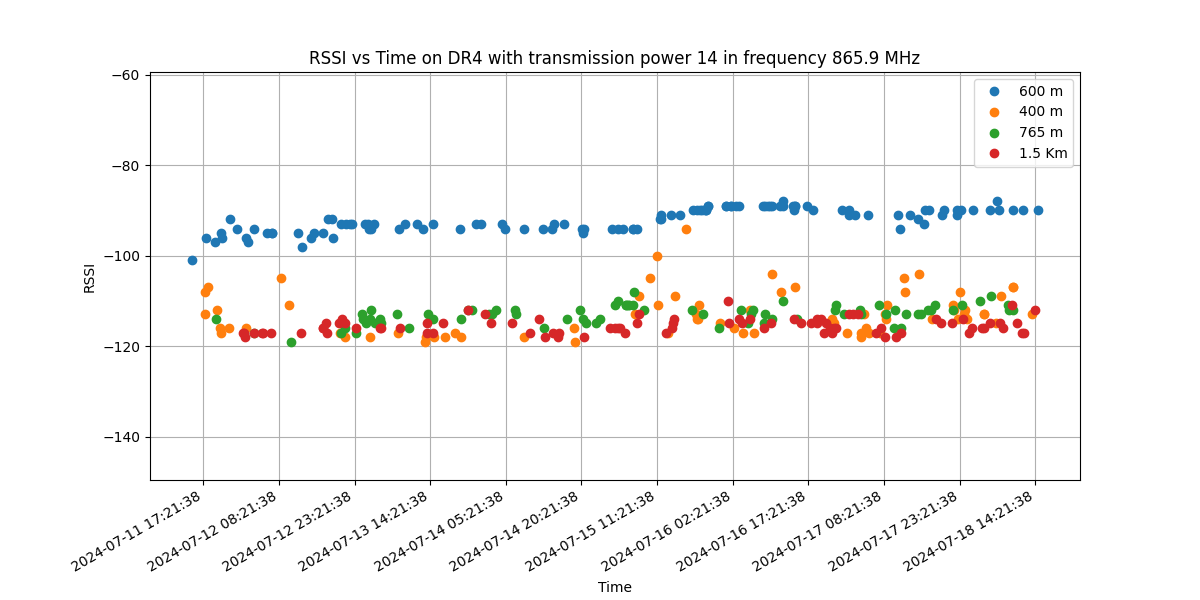 RSSI vs Time on DR4 with transmission power 14 in frequency 865.9 MHz
600 m
400 m
765 m
1.5 Km
−60
−80
−100
−120
−140
RSSI
2024-07-11 17:21:38
2024-07-12 08:21:38
2024-07-12 23:21:38
2024-07-13 14:21:38
2024-07-14 05:21:38
2024-07-14 20:21:38
2024-07-15 11:21:38
2024-07-16 02:21:38
2024-07-16 17:21:38
2024-07-17 08:21:38
2024-07-17 23:21:38
2024-07-18 14:21:38
Time